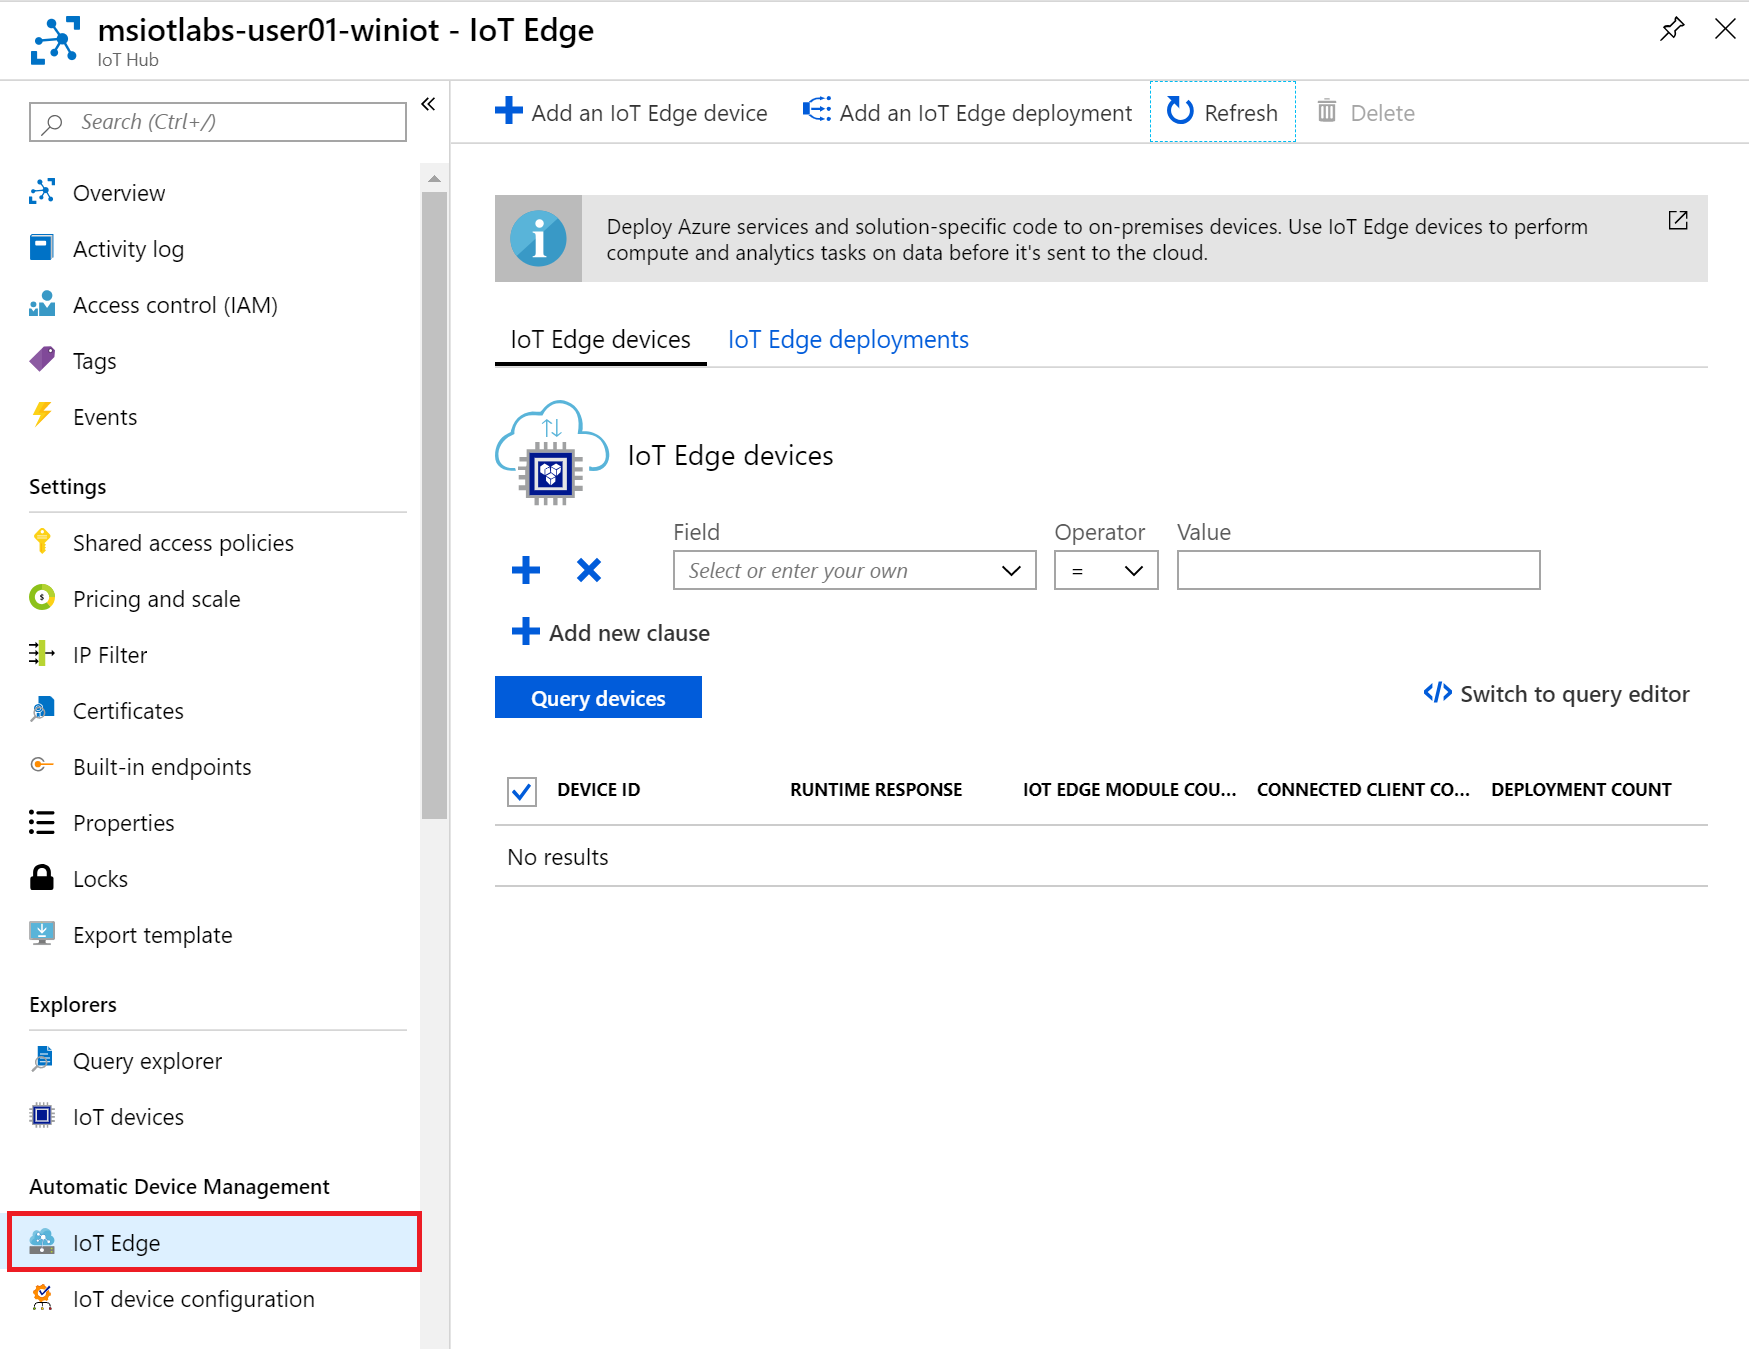 msiotlabs-user01-winiot - IoT Edge
IoT Hub
Search (Ctrl+/)
Overview
Activity log
Access control (IAM)
Tags
Events
Settings
Shared access policies
Pricing and scale
IP Filter
Certificates
Built-in endpoints
Properties
Locks
Export template
Explorers
Query explorer
IoT devices
Automatic Device Management
IoT Edge
IoT device configuration
Add an IoT Edge device
Add an IoT Edge deployment
Refresh
Delete
Deploy Azure services and solution-specific code to on-premises devices. Use IoT Edge devices to perform
compute and analytics tasks on data before it's sent to the cloud.
IoT Edge devices
IoT Edge deployments
IoT Edge devices
Field
Operator
Value
Select or enter your own
=
Add new clause
Query devices
Switch to query editor
DEVICE ID
RUNTIME RESPONSE
IOT EDGE MODULE COU...
CONNECTED CLIENT CO...
DEPLOYMENT COUNT
No results